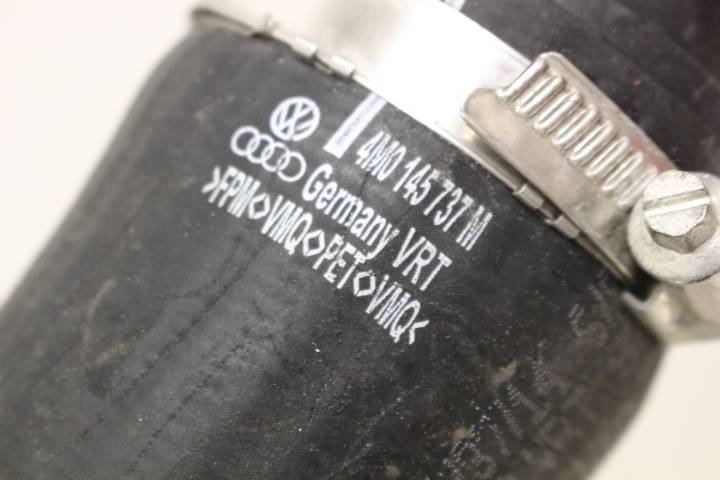 4M0 145 737 M
Germany VRT
>FPM<>VMQ<>PET<>VMQ<